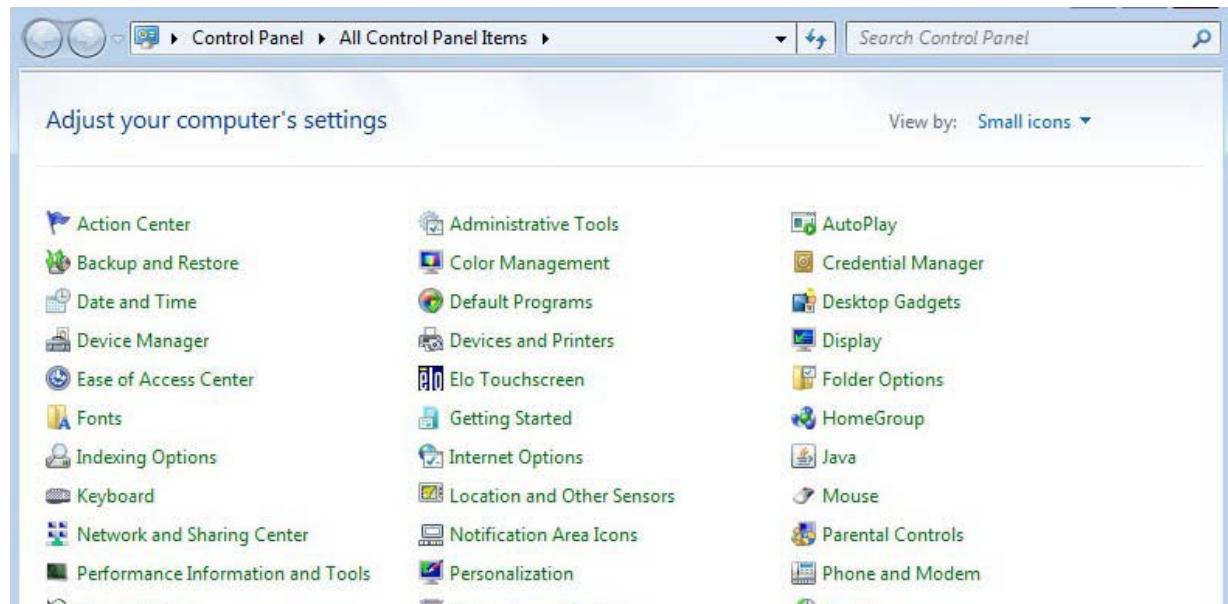 Control Panel All Control Panel Items Search Control Panel
Adjust your computer's settings View by: Small icons
Action Center Administrative Tools AutoPlay
Backup and Restore Color Management Credential Manager
Date and Time Default Programs Desktop Gadgets
Device Manager Devices and Printers Display
Ease of Access Center elo Elo Touchscreen Folder Options
Fonts Getting Started HomeGroup
Indexing Options Internet Options Java
Keyboard Location and Other Sensors Mouse
Network and Sharing Center Notification Area Icons Parental Controls
Performance Information and Tools Personalization Phone and Modem